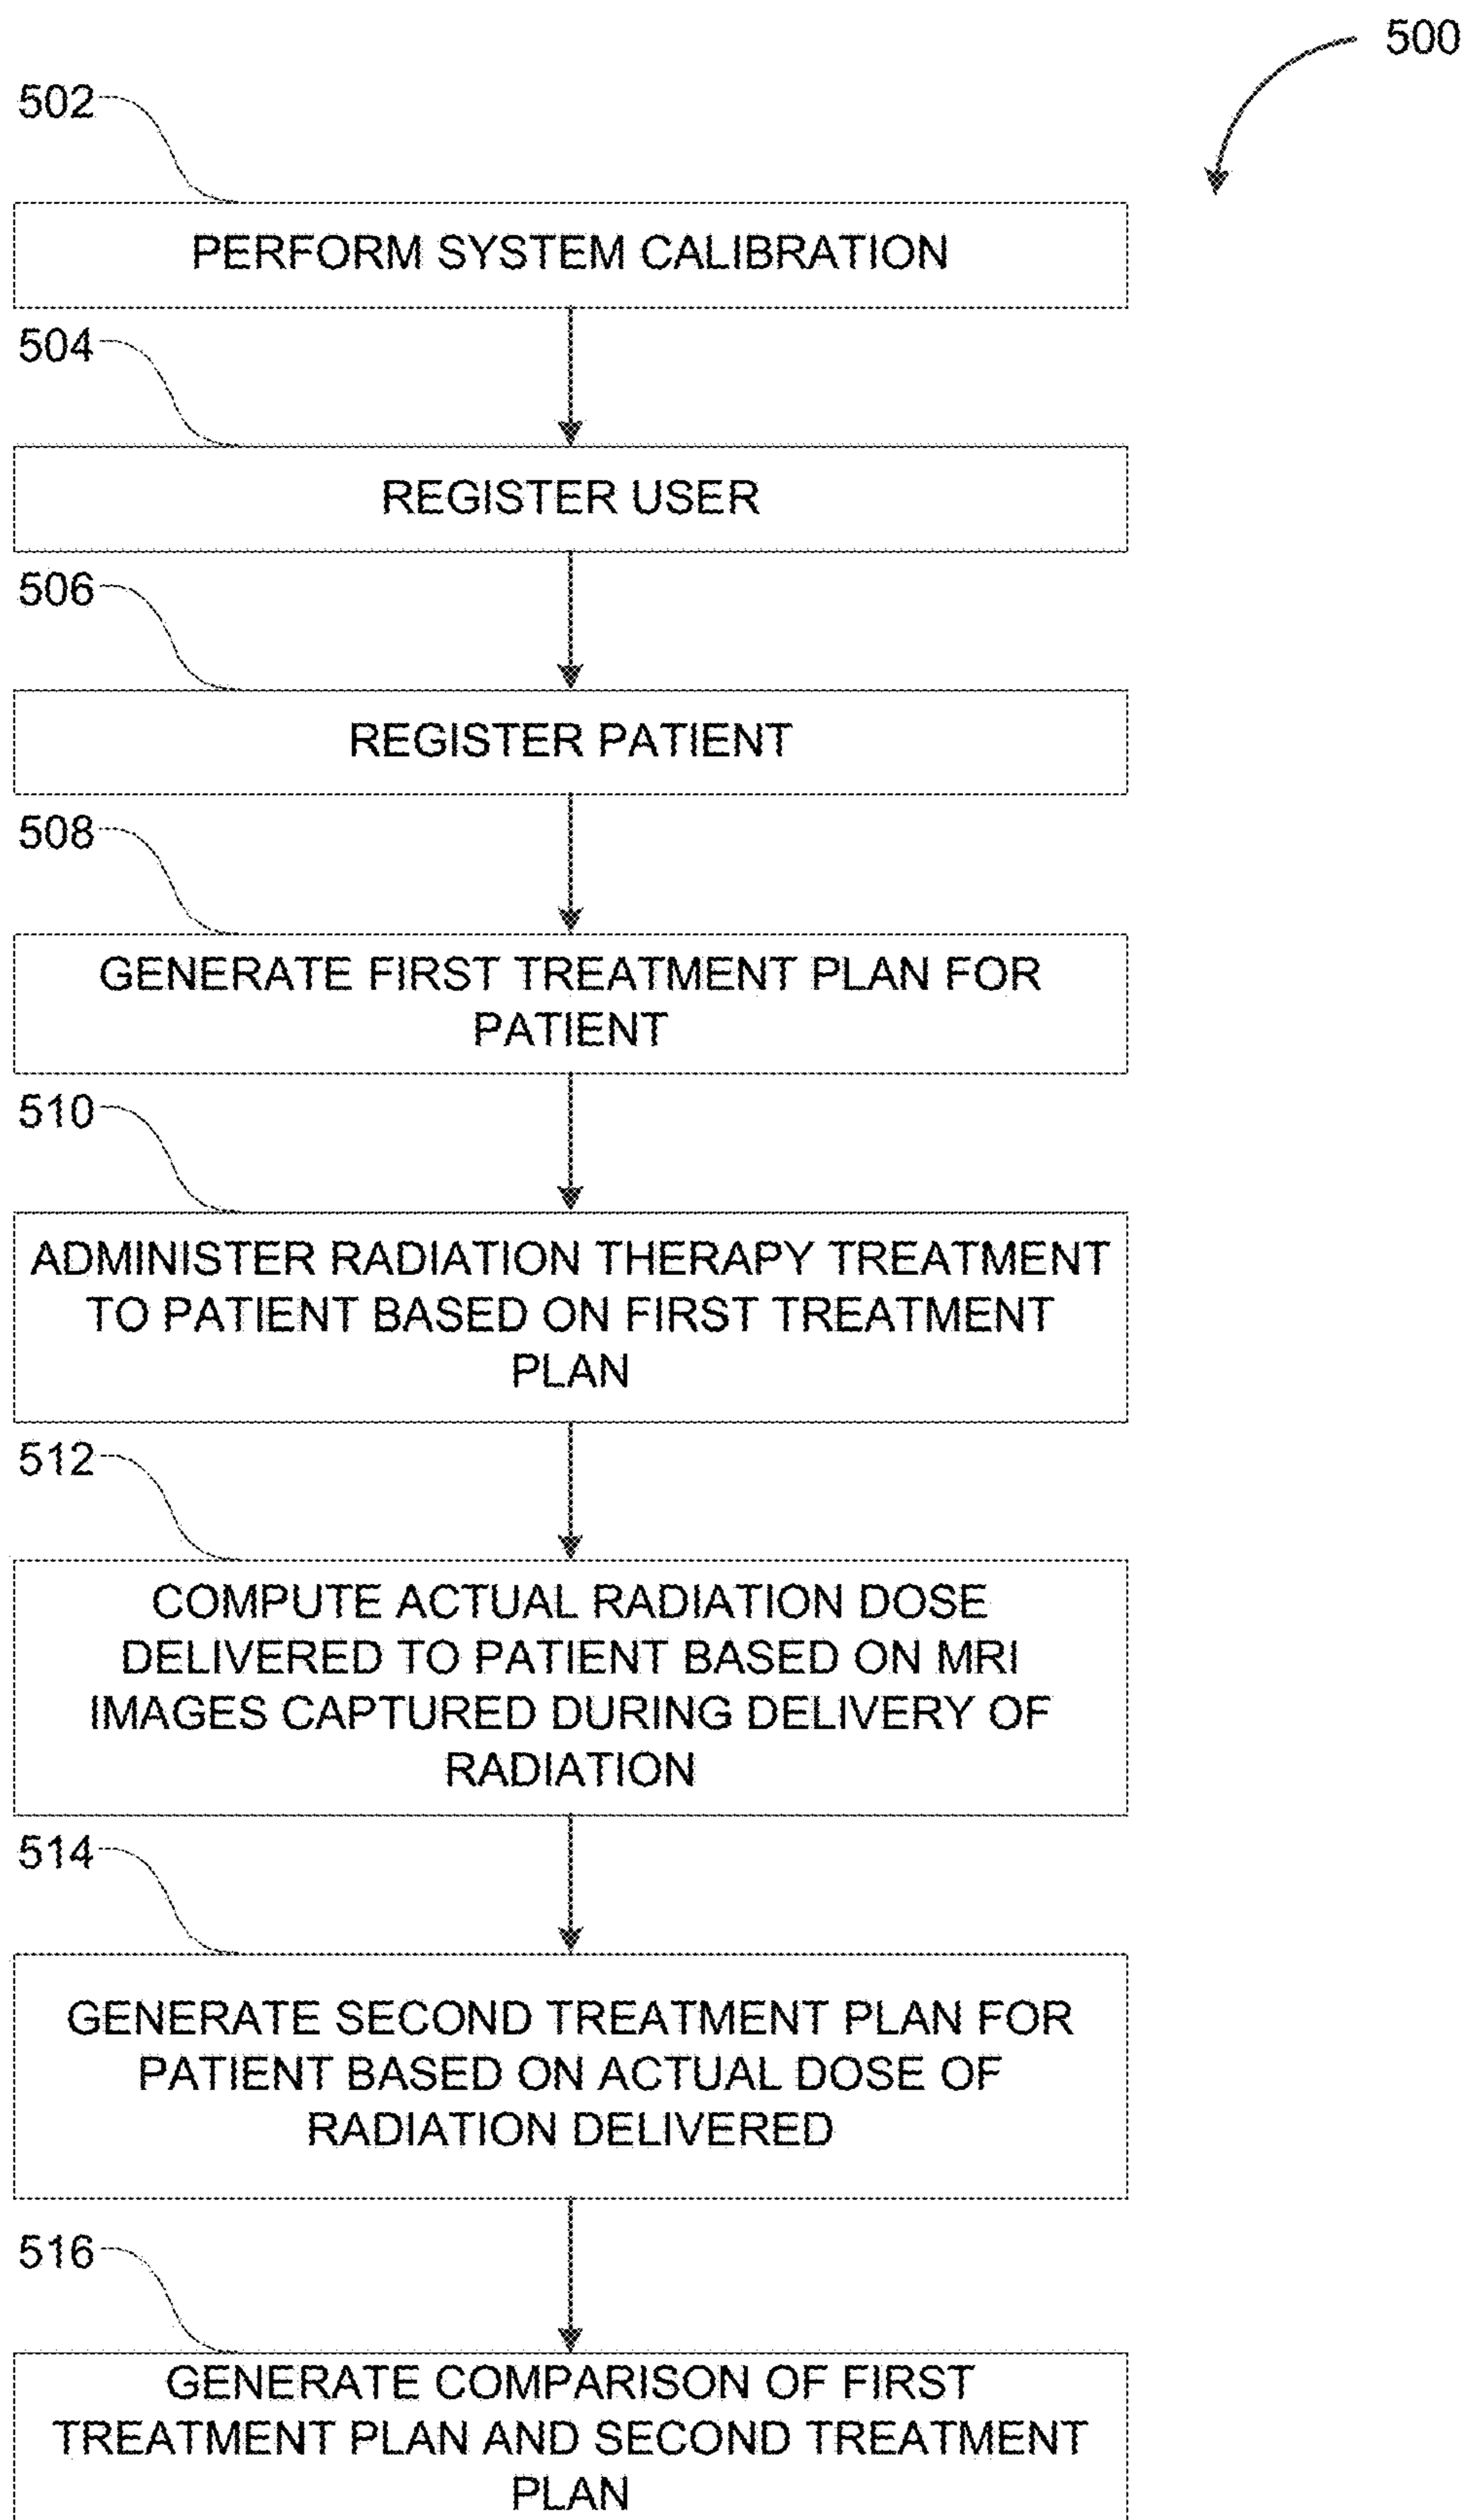 500
502
PERFORM SYSTEM CALIBRATION
504
REGISTER USER
506
REGISTER PATIENT
508
GENERATE FIRST TREATMENT PLAN FOR
PATIENT
510
ADMINISTER RADIATION THERAPY TREATMENT
TO PATIENT BASED ON FIRST TREATMENT
PLAN
512
COMPUTE ACTUAL RADIATION DOSE
DELIVERED TO PATIENT BASED ON MRI
IMAGES CAPTURED DURING DELIVERY OF
RADIATION
514
GENERATE SECOND TREATMENT PLAN FOR
PATIENT BASED ON ACTUAL DOSE OF
RADIATION DELIVERED
516
GENERATE COMPARISON OF FIRST
TREATMENT PLAN AND SECOND TREATMENT
PLAN